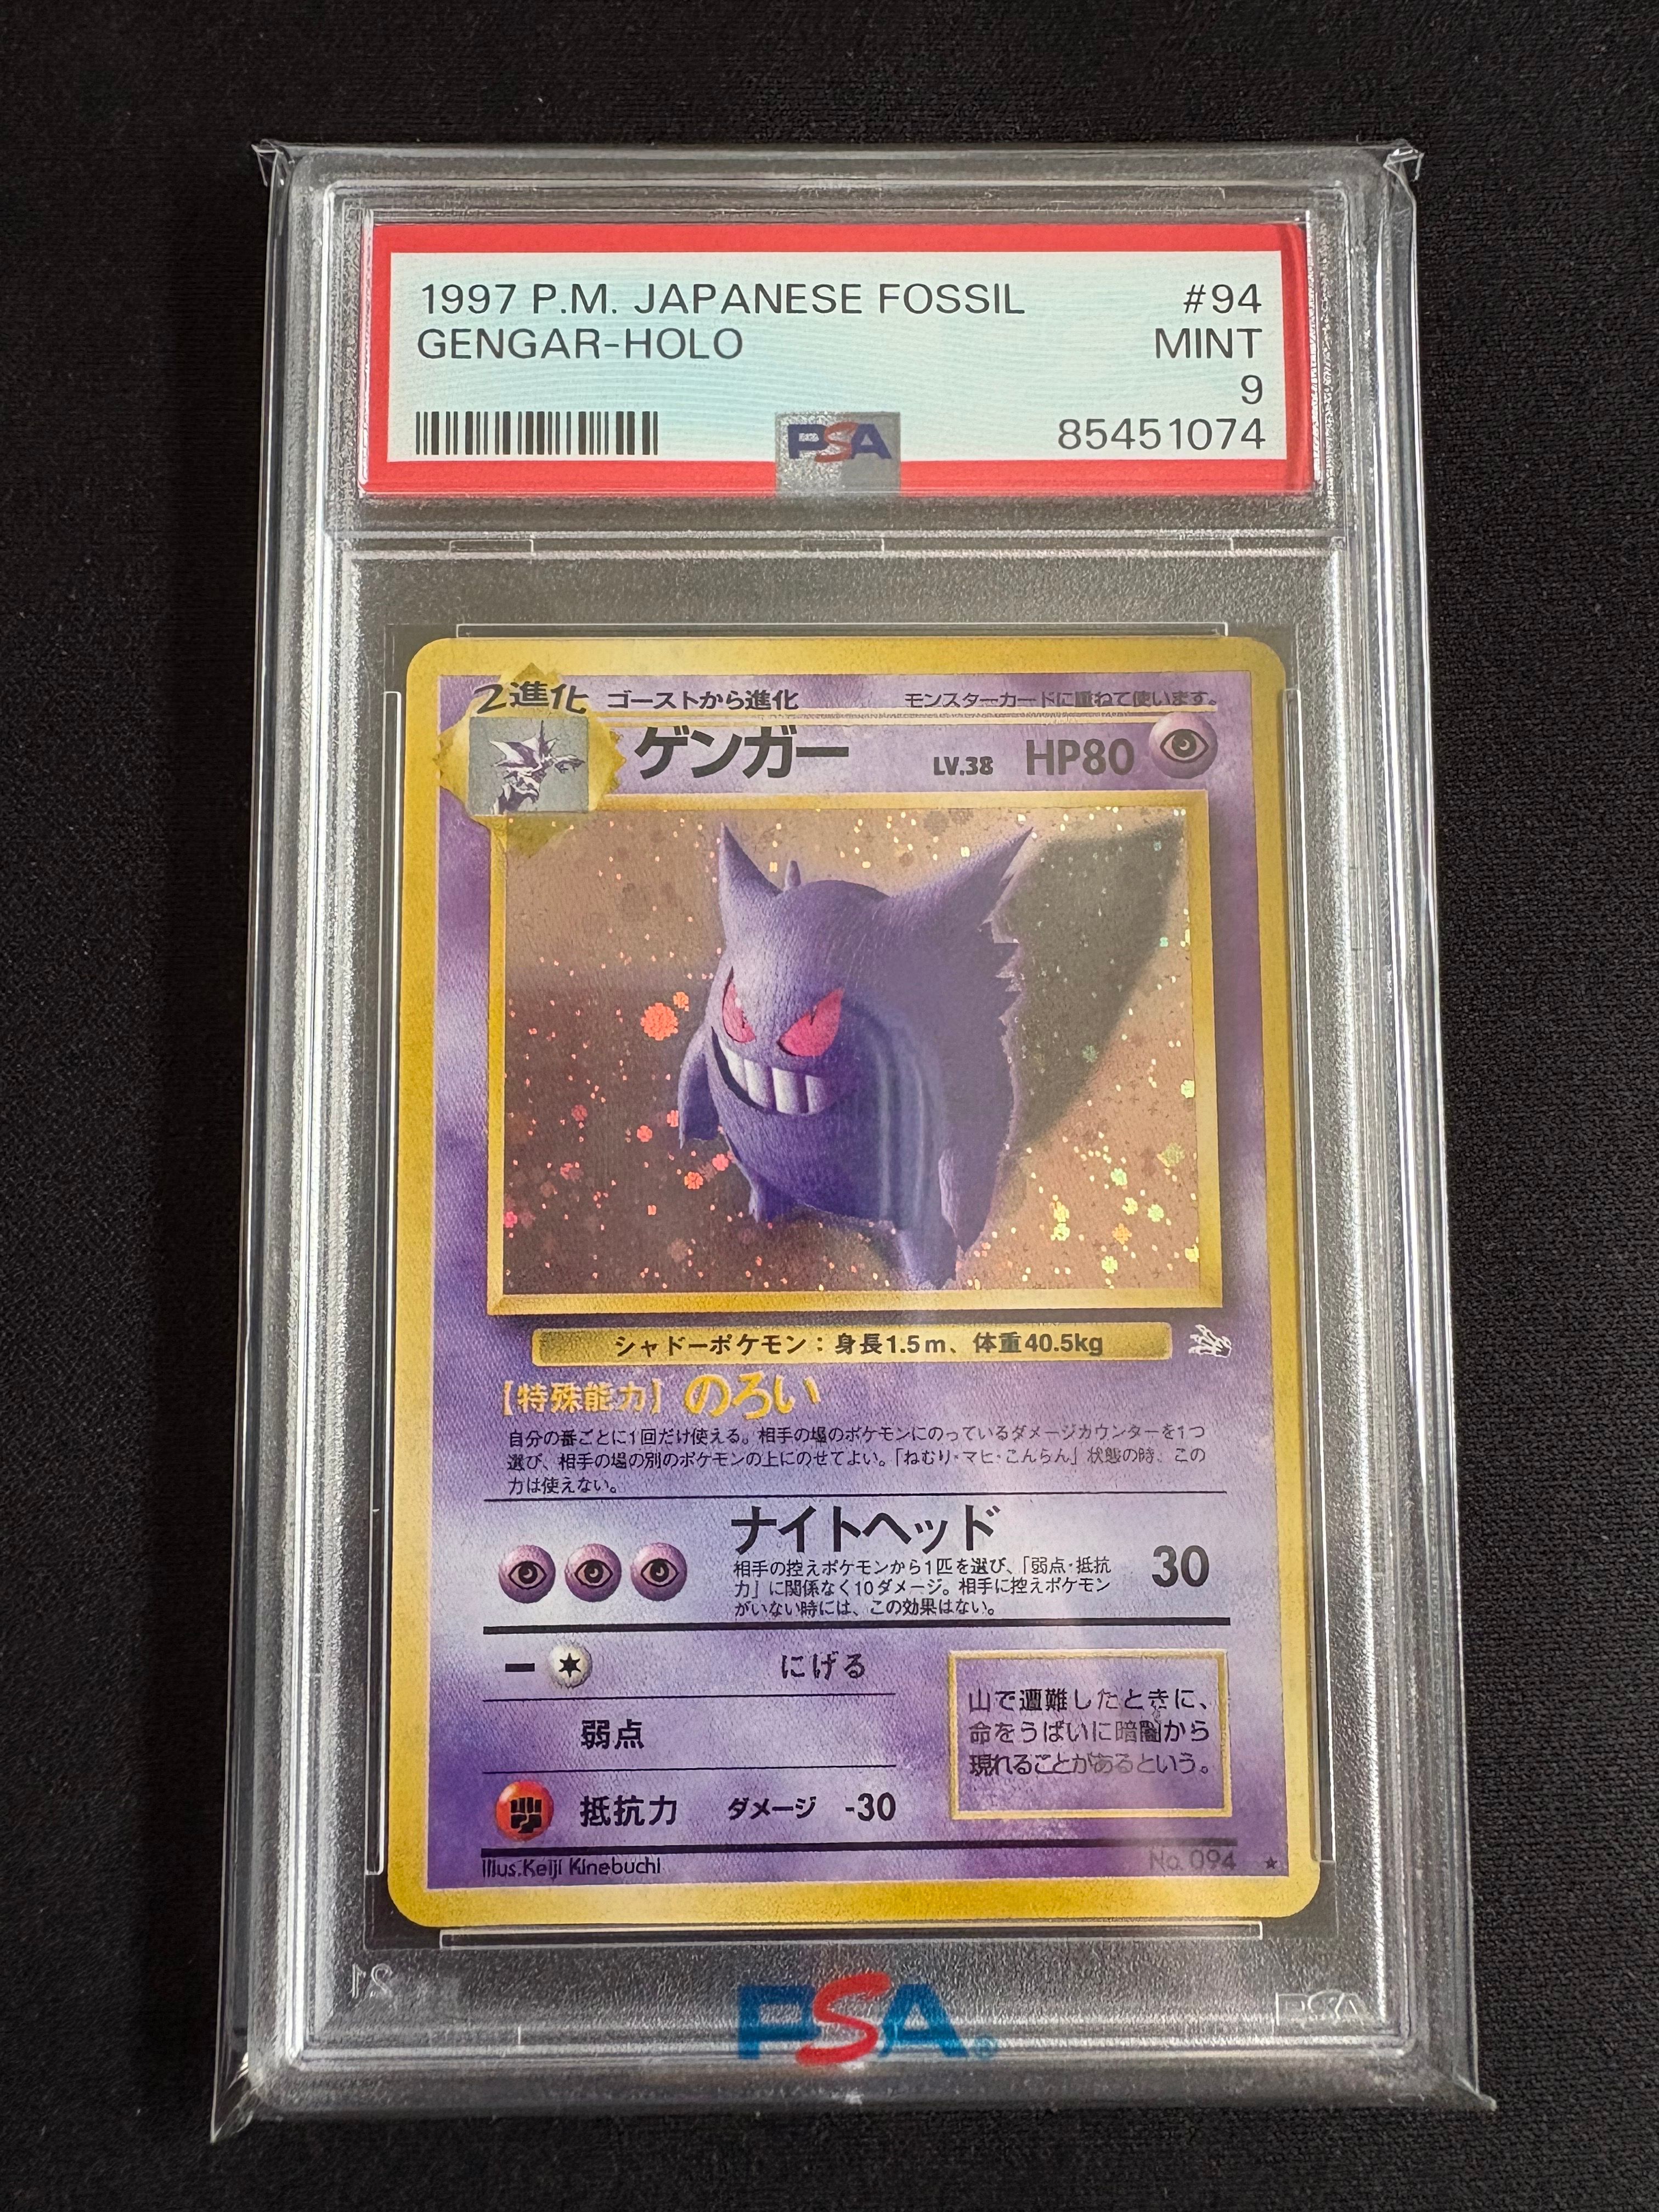 1997 P.M. JAPANESE FOSSIL #94
GENGAR-HOLO MINT
9
PSA 85451074
2進化 ゴーストから進化 モンスターカードに重ねて使います。
ゲンガー LV.38 HP80
シャドーポケモン：身長1.5m、体重40.5kg
【特殊能力】のろい
自分の番ごとに1回だけ使える。相手の場のポケモンにのっているダメージカウンターを1つ
選び、相手の場の別のポケモンの上にのせてよい。「ねむり・マヒ・こんらん」状態の時、この
力は使えない。
ナイトヘッド
相手の控えポケモンから1匹を選び、「弱点・抵抗
力」に関係なく10ダメージ。相手に控えポケモン
がいない時には、この効果はない。
30
にげる
弱点
抵抗力 ダメージ -30
山で遭難したときに、
命をうばいに暗闇から
現れることがあるという。
Illus.Keiji Kinebuchi No.094 ★
21 PSA
PSA®